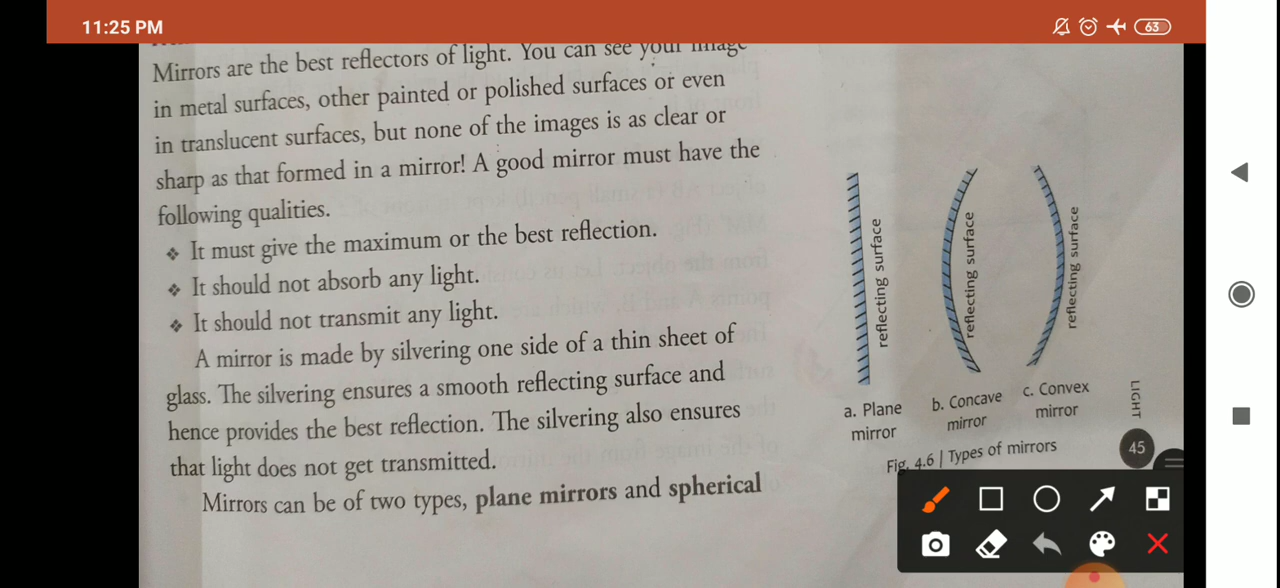 11:25 PM
63
Mirrors are the best reflectors of light. You can see your image
in metal surfaces, other painted or polished surfaces or even
in translucent surfaces, but none of the images is as clear or
sharp as that formed in a mirror! A good mirror must have the
following qualities.
❖ It must give the maximum or the best reflection.
❖ It should not absorb any light.
❖ It should not transmit any light.
A mirror is made by silvering one side of a thin sheet of
glass. The silvering ensures a smooth reflecting surface and
hence provides the best reflection. The silvering also ensures
that light does not get transmitted.
Mirrors can be of two types, plane mirrors and spherical
reflecting surface
reflecting surface
reflecting surface
a. Plane
mirror
b. Concave
mirror
c. Convex
mirror
Fig. 4.6 | Types of mirrors
LIGHT
45